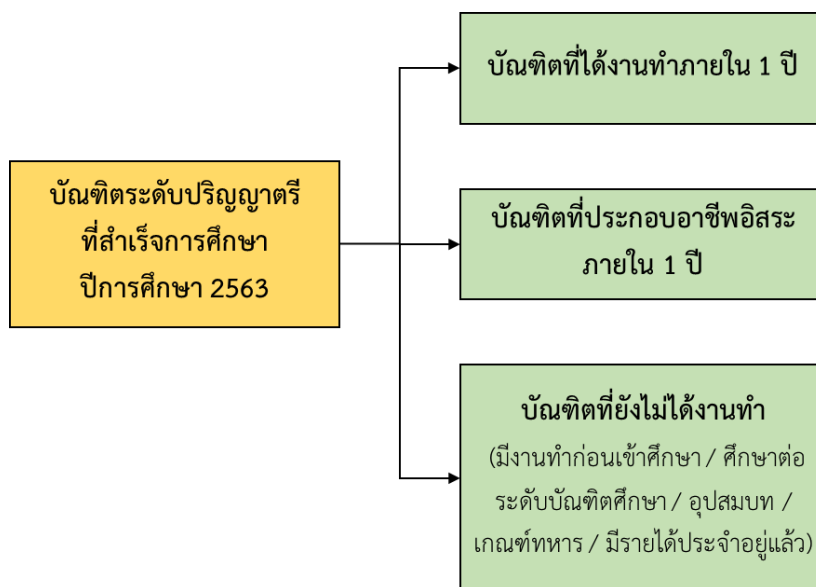 บัณฑิตระดับปริญญาตรี
ที่สำเร็จการศึกษา
ปีการศึกษา 2563
บัณฑิตที่ได้งานทำภายใน 1 ปี
บัณฑิตที่ประกอบอาชีพอิสระ
ภายใน 1 ปี
บัณฑิตที่ยังไม่ได้งานทำ
(มีงานทำก่อนเข้าศึกษา / ศึกษาต่อ
ระดับบัณฑิตศึกษา / อุปสมบท /
เกณฑ์ทหาร / มีรายได้ประจำอยู่แล้ว)